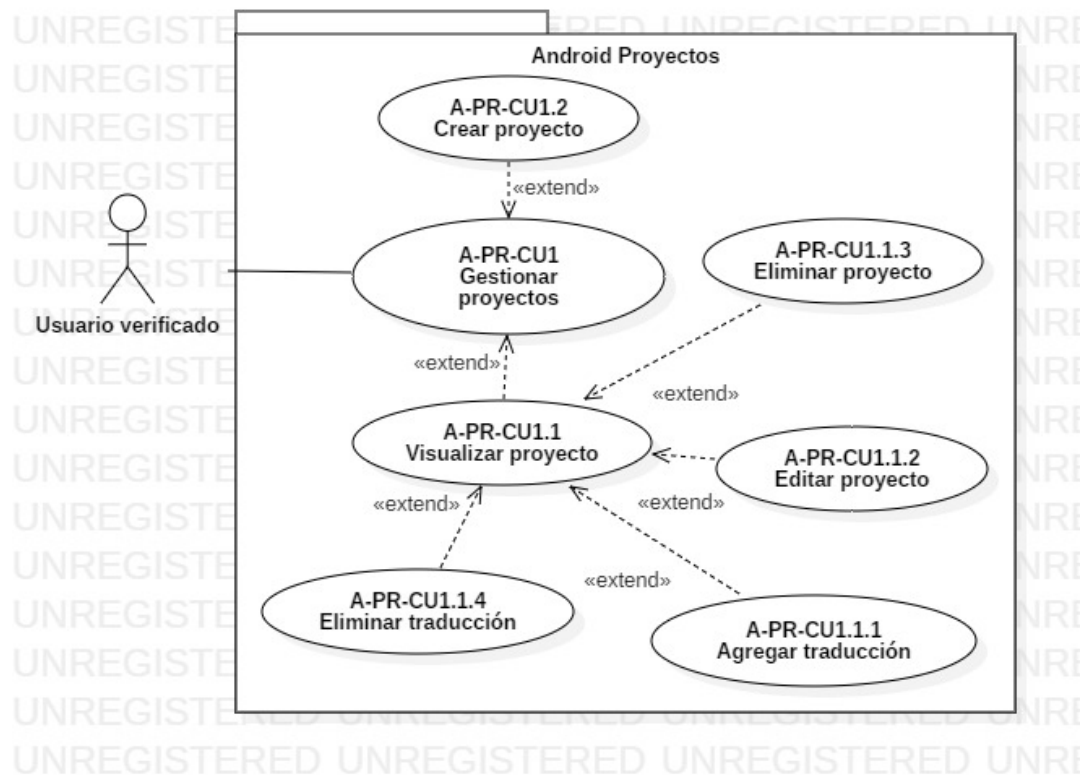 Android Proyectos
A-PR-CU1.2
Crear proyecto
«extend»
A-PR-CU1
Gestionar
proyectos
A-PR-CU1.1.3
Eliminar proyecto
Usuario verificado
«extend»
«extend»
A-PR-CU1.1
Visualizar proyecto
A-PR-CU1.1.2
Editar proyecto
«extend»
«extend»
«extend»
A-PR-CU1.1.4
Eliminar traducción
A-PR-CU1.1.1
Agregar traducción
UNREGISTERED UNREGISTERED UNREGISTERED UNRE